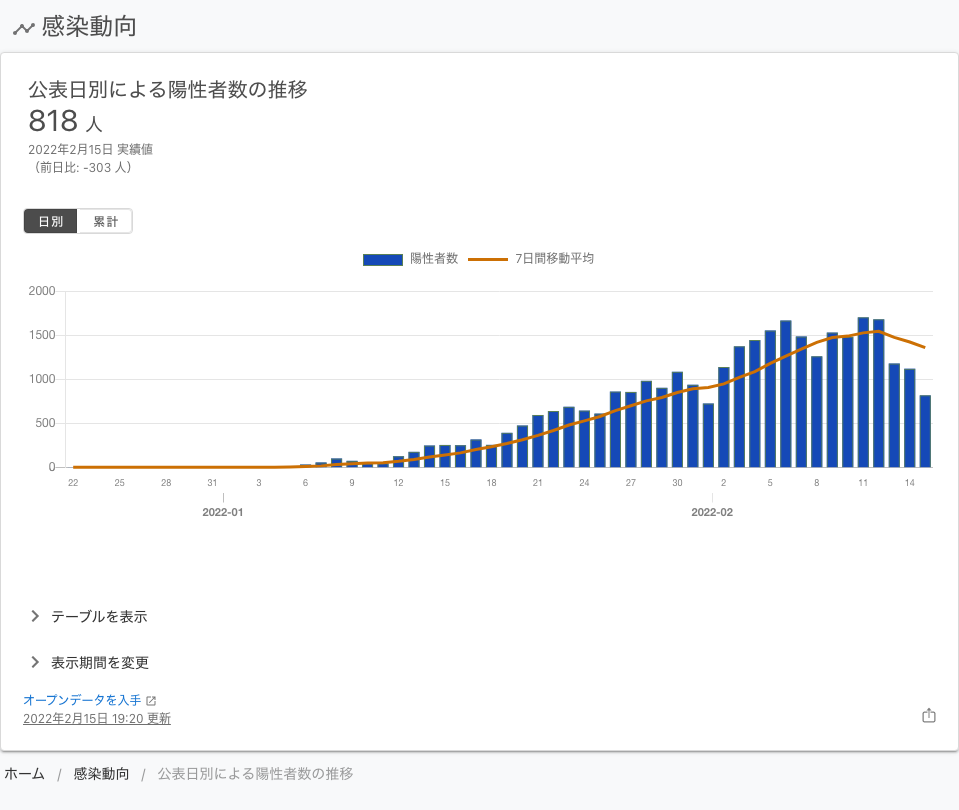 感染動向
公表日別による陽性者数の推移
818 人
2022年2月15日 実績値
（前日比: -303 人）
日別 累計
陽性者数 7日間移動平均
2000
1500
1000
500
0
22 25 28 31 3 6 9 12 15 18 21 24 27 30 2 5 8 11 14
2022-01 2022-02
テーブルを表示
表示期間を変更
オープンデータを入手
2022年2月15日 19:20 更新
ホーム / 感染動向 / 公表日別による陽性者数の推移